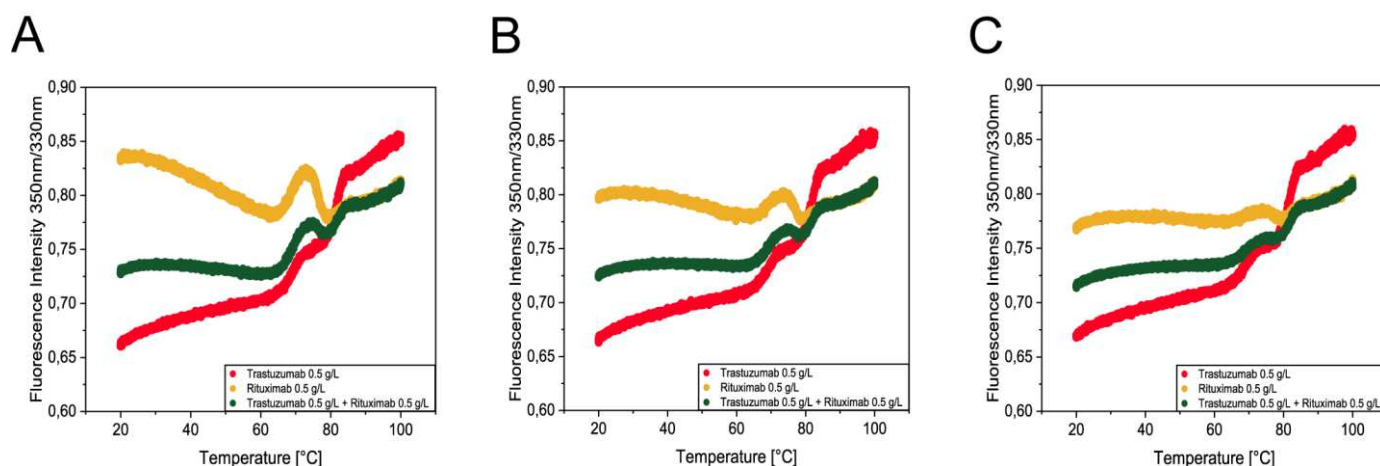 A
Fluorescence Intensity 350nm/330nm
0,90
0,85
0,80
0,75
0,70
0,65
0,60
20 40 60 80 100
Temperature [°C]
Trastuzumab 0.5 g/L
Rituximab 0.5 g/L
Trastuzumab 0.5 g/L + Rituximab 0.5 g/L
B
Fluorescence Intensity 350nm/330nm
0,90
0,85
0,80
0,75
0,70
0,65
0,60
20 40 60 80 100
Temperature [°C]
Trastuzumab 0.5 g/L
Rituximab 0.5 g/L
Trastuzumab 0.5 g/L + Rituximab 0.5 g/L
C
Fluorescence Intensity 350nm/330nm
0,90
0,85
0,80
0,75
0,70
0,65
0,60
20 40 60 80 100
Temperature [°C]
Trastuzumab 0.5 g/L
Rituximab 0.5 g/L
Trastuzumab 0.5 g/L + Rituximab 0.5 g/L